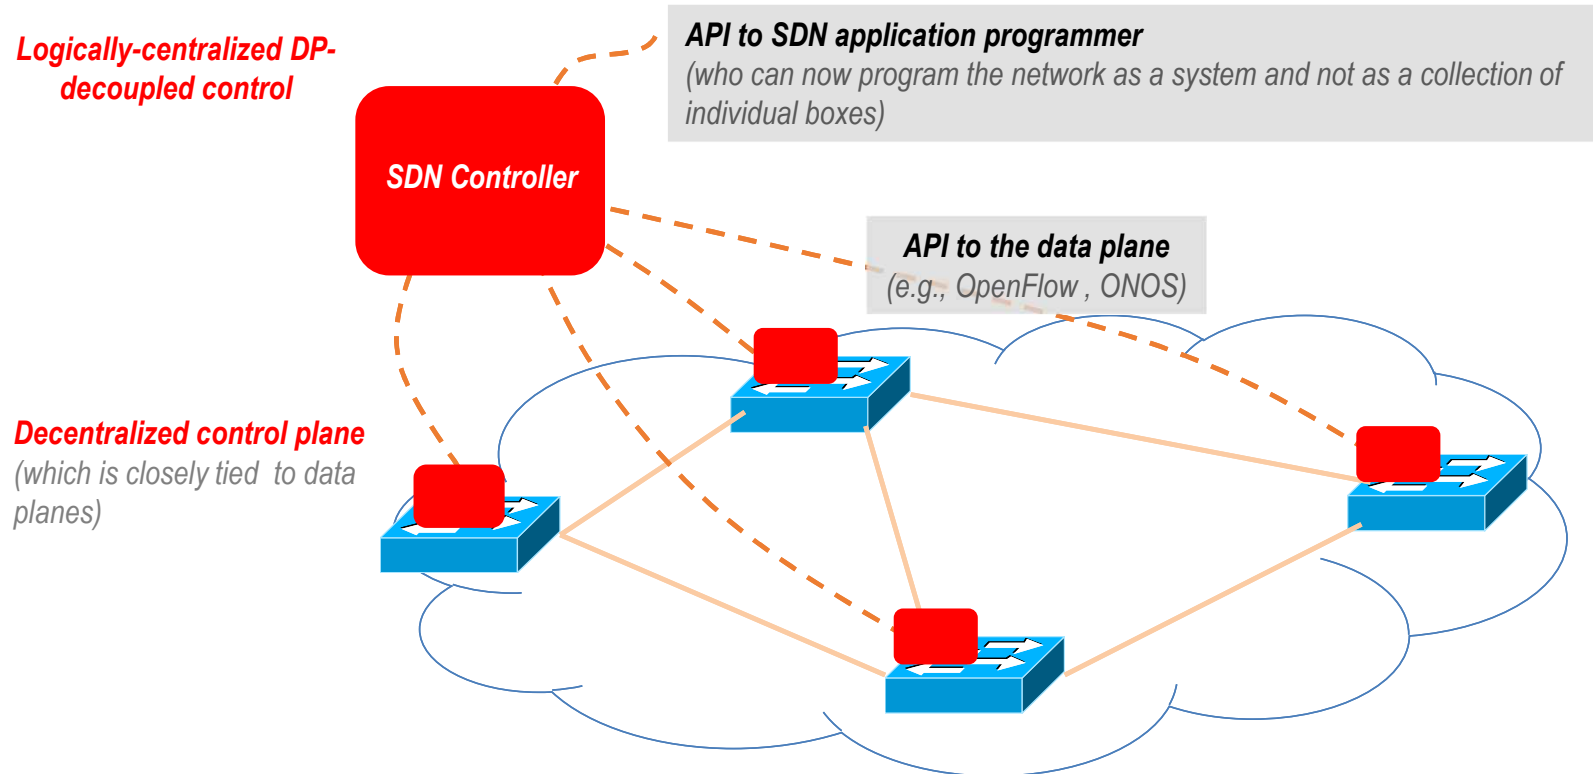 Logically-centralized DP-
decoupled control
API to SDN application programmer
(who can now program the network as a system and not as a collection of
individual boxes)
SDN Controller
API to the data plane
(e.g., OpenFlow , ONOS)
Decentralized control plane
(which is closely tied  to data
planes)